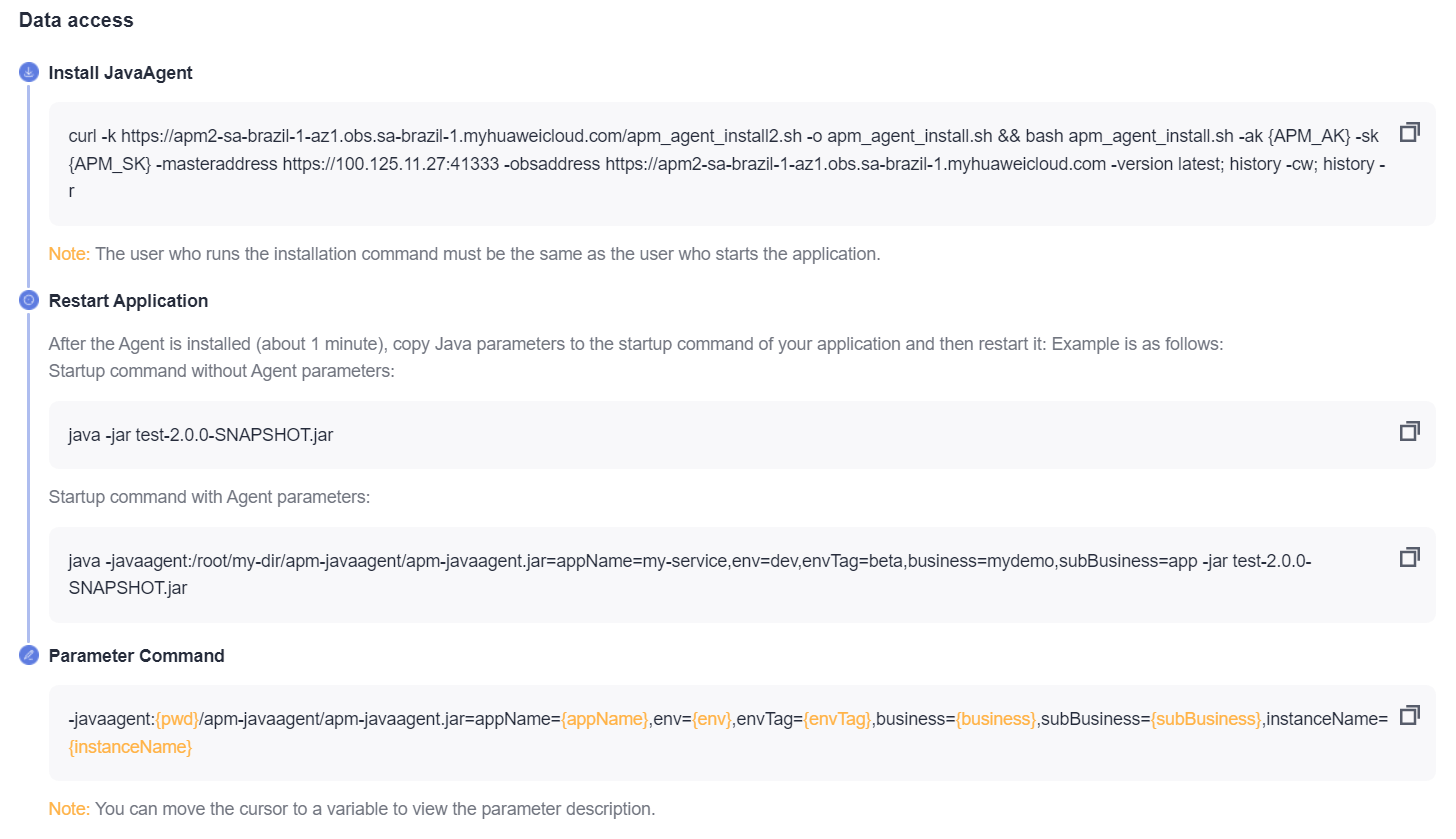 Data access
Install JavaAgent
curl -k https://apm2-sa-brazil-1-az1.obs.sa-brazil-1.myhuaweicloud.com/apm_agent_install2.sh -o apm_agent_install.sh && bash apm_agent_install.sh -ak {APM_AK} -sk
{APM_SK} -masteraddress https://100.125.11.27:41333 -obsaddress https://apm2-sa-brazil-1-az1.obs.sa-brazil-1.myhuaweicloud.com -version latest; history -cw; history -
r
Note: The user who runs the installation command must be the same as the user who starts the application.
Restart Application
After the Agent is installed (about 1 minute), copy Java parameters to the startup command of your application and then restart it: Example is as follows:
Startup command without Agent parameters:
java -jar test-2.0.0-SNAPSHOT.jar
Startup command with Agent parameters:
java -javaagent:/root/my-dir/apm-javaagent/apm-javaagent.jar=appName=my-service,env=dev,envTag=beta,business=mydemo,subBusiness=app -jar test-2.0.0-
SNAPSHOT.jar
Parameter Command
-javaagent:{pwd}/apm-javaagent/apm-javaagent.jar=appName={appName},env={env},envTag={envTag},business={business},subBusiness={subBusiness},instanceName=
{instanceName}
Note: You can move the cursor to a variable to view the parameter description.